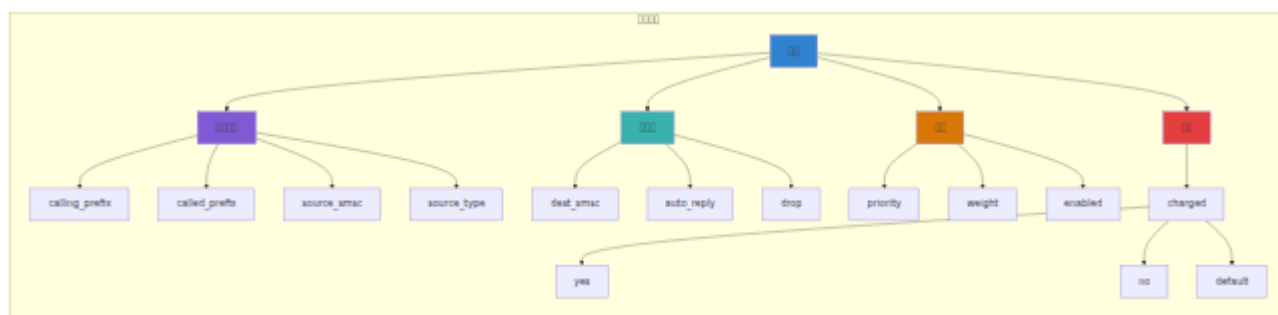 calling_prefix
called_prefix
source_smsc
source_type
dest_smsc
auto_reply
drop
priority
weight
enabled
charged
yes
no
default